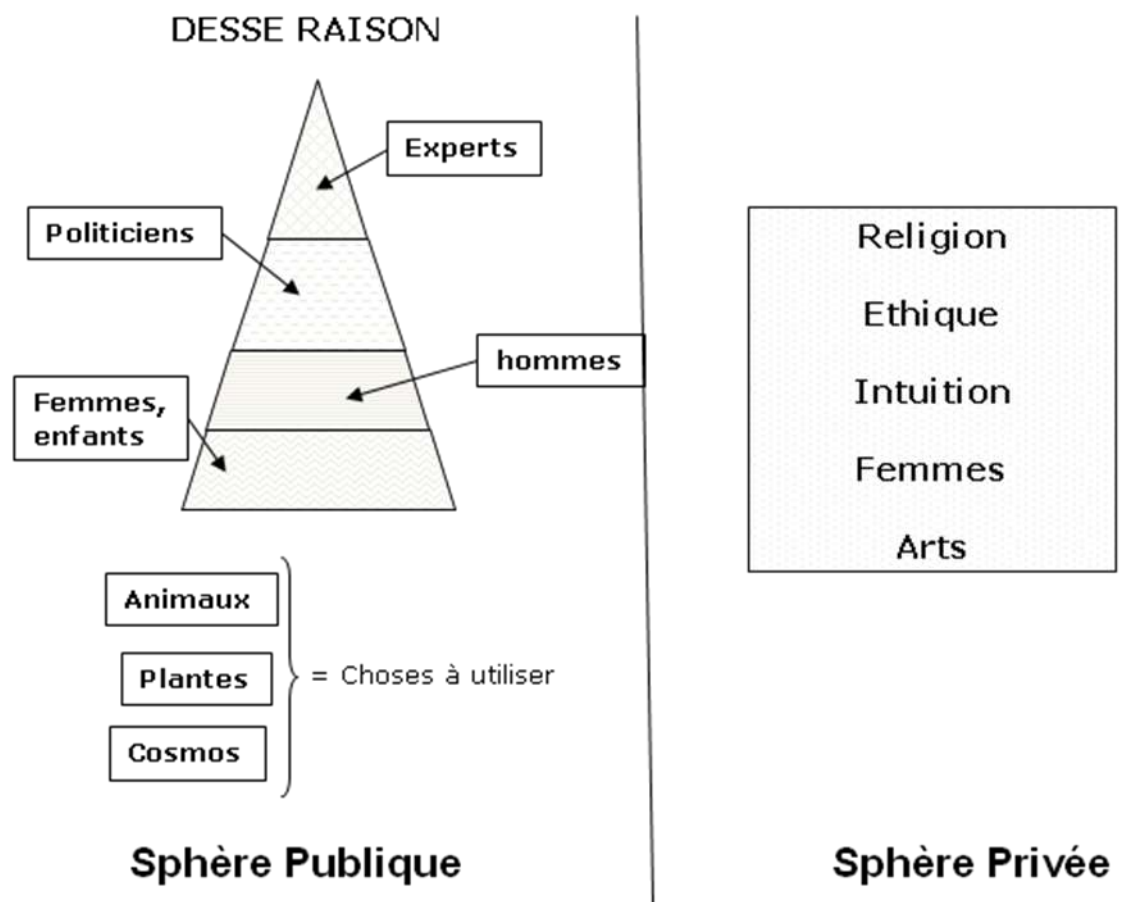 DESSE RAISON
Experts
Politiciens
hommes
Femmes,
enfants
Animaux
Plantes
= Choses à utiliser
Cosmos
Sphère Publique
Religion
Ethique
Intuition
Femmes
Arts
Sphère Privée